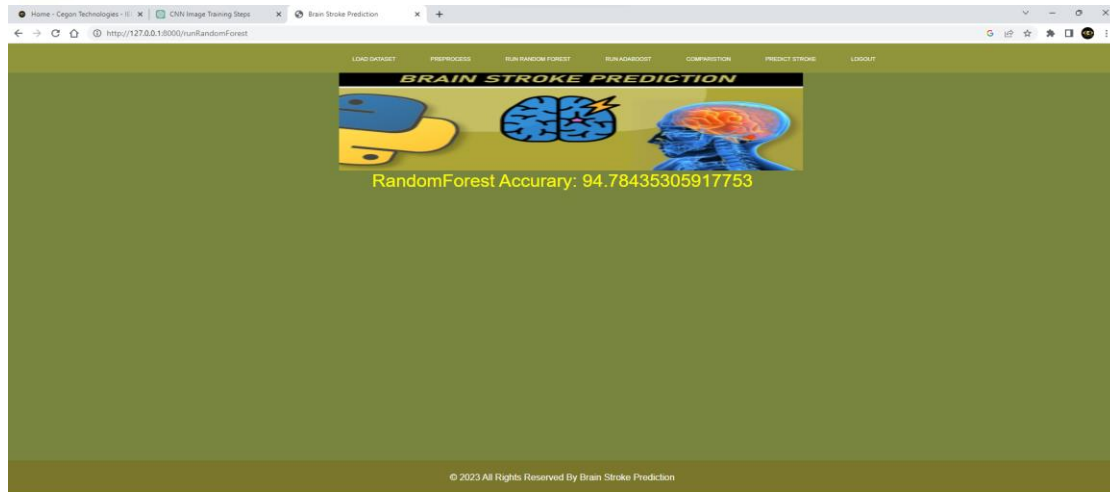 Home - Cegon Technologies - (I)
CNN Image Training Steps
Brain Stroke Prediction
http://127.0.0.1:8000/runRandomForest
LOAD DATASET PREPROCESS RUN RANDOM FOREST RUN ADABOOST COMPARISTION PREDICT STROKE LOGOUT
BRAIN STROKE PREDICTION
RandomForest Accurary: 94.78435305917753
© 2023 All Rights Reserved By Brain Stroke Prediction